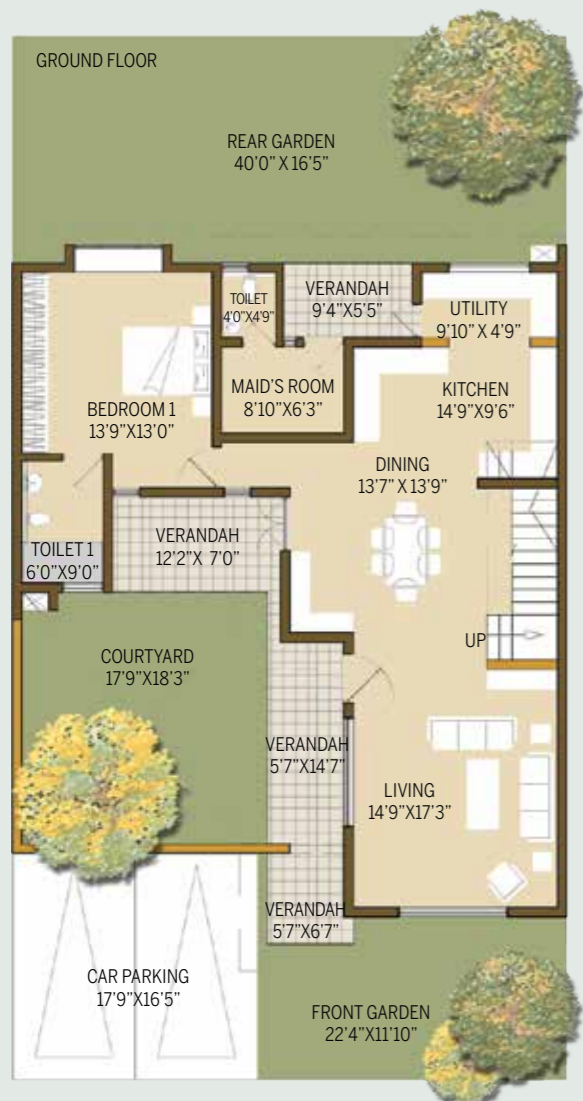 GROUND FLOOR
REAR GARDEN
40'0" X 16'5"
TOILET
4'0"X4'9"
VERANDAH
9'4"X5'5"
UTILITY
9'10" X 4'9"
MAID'S ROOM
8'10"X6'3"
KITCHEN
14'9"X9'6"
BEDROOM 1
13'9"X13'0"
DINING
13'7" X 13'9"
VERANDAH
12'2"X 7'0"
TOILET 1
6'0"X9'0"
UP
COURTYARD
17'9"X18'3"
VERANDAH
5'7"X14'7"
LIVING
14'9"X17'3"
VERANDAH
5'7"X6'7"
CAR PARKING
17'9"X16'5"
FRONT GARDEN
22'4"X11'10"